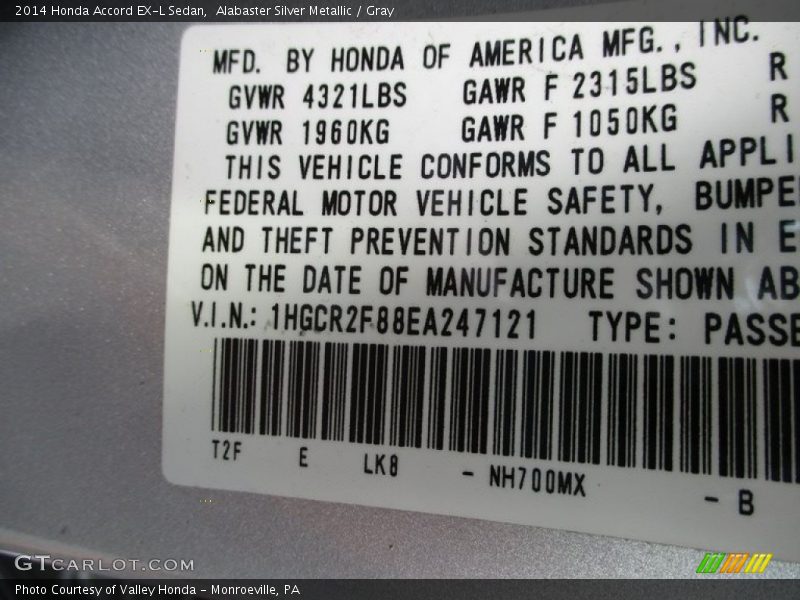 2014 Honda Accord EX-L Sedan,  Alabaster Silver Metallic / Gray
MFD. BY HONDA OF AMERICA MFG., INC.
GVWR 4321LBS GAWR F 2315LBS R
GVWR 1960KG GAWR F 1050KG R
THIS VEHICLE CONFORMS TO ALL APPLI
FEDERAL MOTOR VEHICLE SAFETY, BUMPE
AND THEFT PREVENTION STANDARDS IN E
ON THE DATE OF MANUFACTURE SHOWN AB
V.I.N.: 1HGCR2F88EA247121 TYPE: PASSE
T2F E LK8 - NH700MX - B
GTCARLOT.COM
Photo Courtesy of Valley Honda - Monroeville, PA